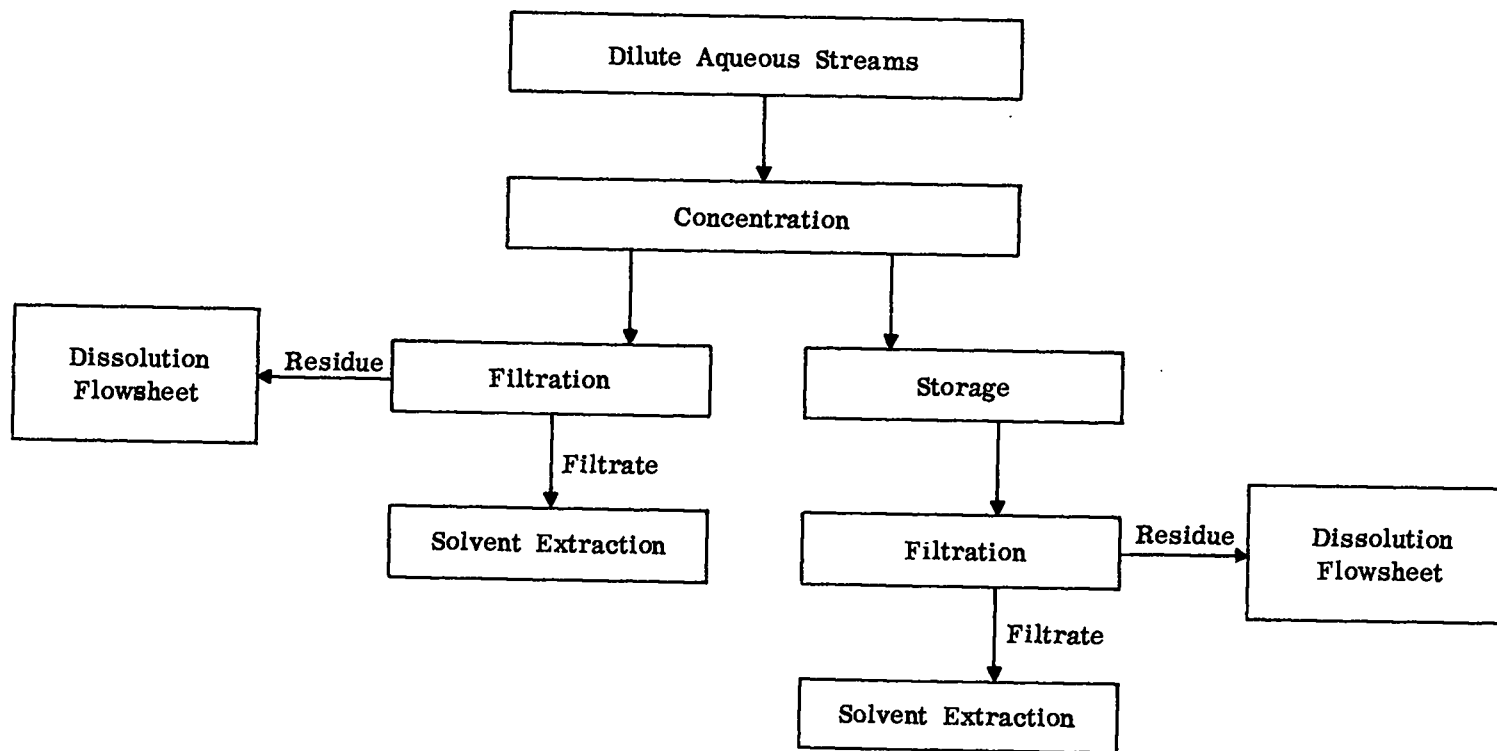 Dilute Aqueous Streams
Concentration
Dissolution
Flowsheet
Residue
Filtration
Storage
Filtrate
Solvent Extraction
Filtration
Residue
Dissolution
Flowsheet
Filtrate
Solvent Extraction